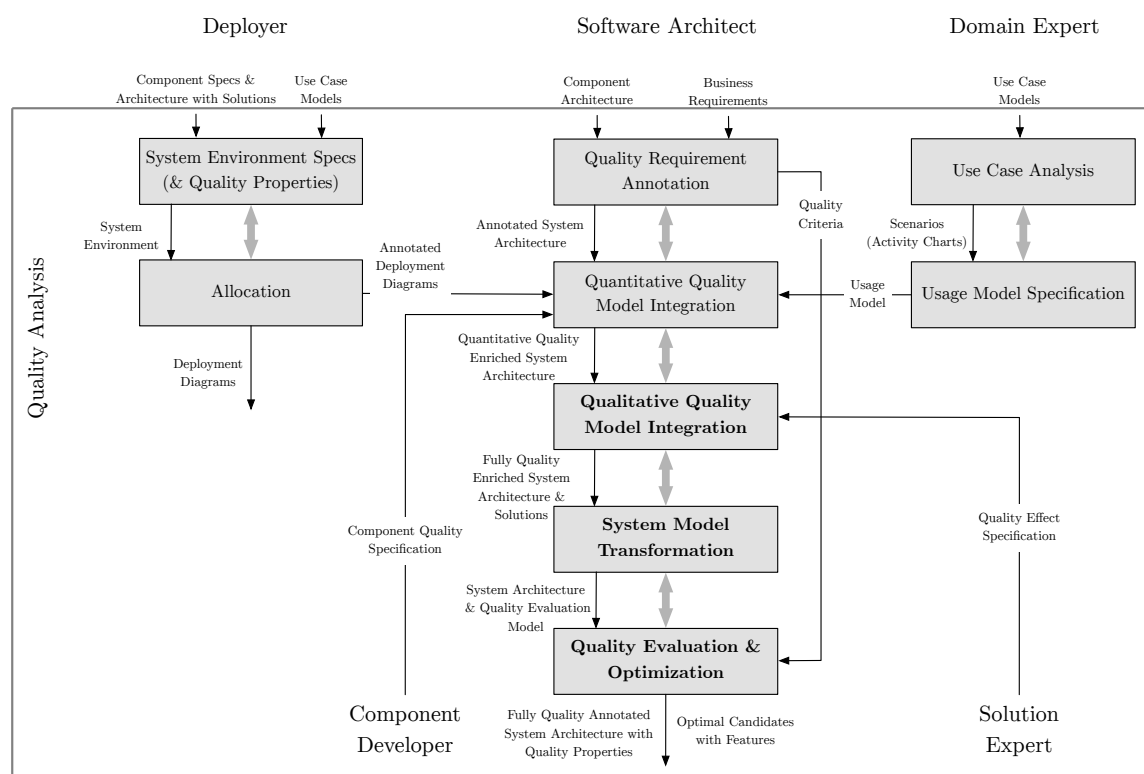 Deployer
Software Architect
Domain Expert
Component Specs &
Architecture with Solutions
Use Case
Models
Component
Architecture
Business
Requirements
Use Case
Models
Quality Analysis
System Environment Specs
(& Quality Properties)
Quality Requirement
Annotation
Use Case Analysis
System
Environment
Annotated System
Architecture
Quality
Criteria
Scenarios
(Activity Charts)
Allocation
Annotated
Deployment
Diagrams
Quantitative Quality
Model Integration
Usage
Model
Usage Model Specification
Deployment
Diagrams
Quantitative Quality
Enriched System
Architecture
Qualitative Quality
Model Integration
Fully Quality
Enriched System
Architecture &
Solutions
Component Quality
Specification
System Model
Transformation
Quality Effect
Specification
System Architecture
& Quality Evaluation
Model
Quality Evaluation &
Optimization
Component
Developer
Fully Quality Annotated
System Architecture with
Quality Properties
Optimal Candidates
with Features
Solution
Expert